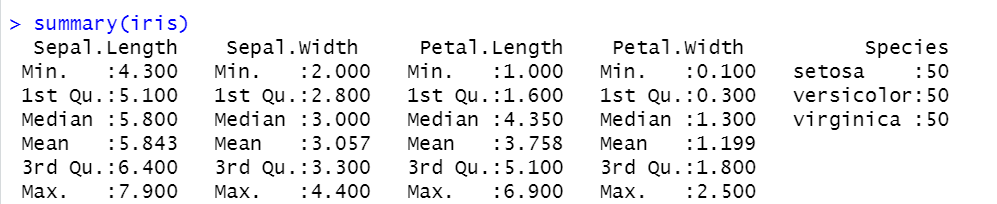 > summary(iris)
  Sepal.Length    Sepal.Width     Petal.Length    Petal.Width          Species
 Min.   :4.300   Min.   :2.000   Min.   :1.000   Min.   :0.100   setosa    :50
 1st Qu.:5.100   1st Qu.:2.800   1st Qu.:1.600   1st Qu.:0.300   versicolor:50
 Median :5.800   Median :3.000   Median :4.350   Median :1.300   virginica :50
 Mean   :5.843   Mean   :3.057   Mean   :3.758   Mean   :1.199
 3rd Qu.:6.400   3rd Qu.:3.300   3rd Qu.:5.100   3rd Qu.:1.800
 Max.   :7.900   Max.   :4.400   Max.   :6.900   Max.   :2.500